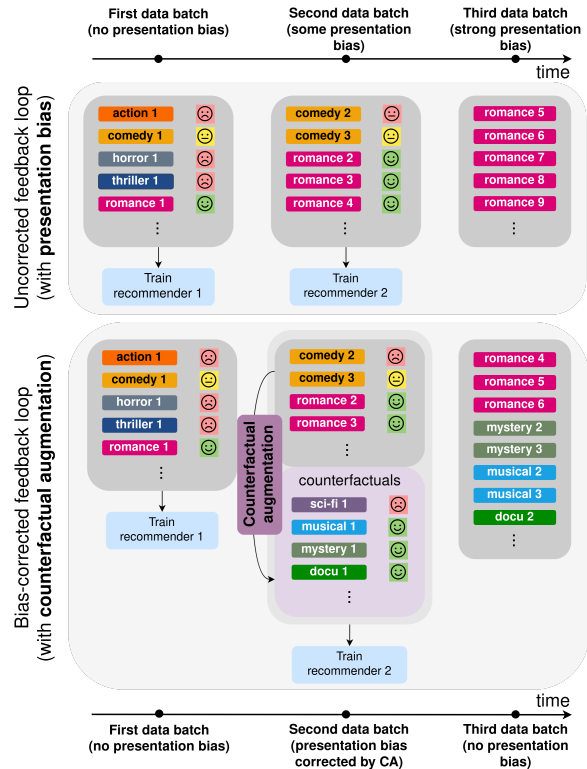 First data batch
(no presentation bias)
Second data batch
(some presentation
bias)
Third data batch
(strong presentation
bias)
time
Uncorrected feedback loop
(with presentation bias)
action 1
comedy 1
horror 1
thriller 1
romance 1
Train
recommender 1
comedy 2
comedy 3
romance 2
romance 3
romance 4
Train
recommender 2
romance 5
romance 6
romance 7
romance 8
romance 9
Bias-corrected feedback loop
(with counterfactual augmentation)
action 1
comedy 1
horror 1
thriller 1
romance 1
Train
recommender 1
Counterfactual
augmentation
comedy 2
comedy 3
romance 2
romance 3
counterfactuals
sci-fi 1
musical 1
mystery 1
docu 1
Train
recommender 2
romance 4
romance 5
romance 6
mystery 2
mystery 3
musical 2
musical 3
docu 2
time
First data batch
(no presentation bias)
Second data batch
(presentation bias
corrected by CA)
Third data batch
(no presentation
bias)